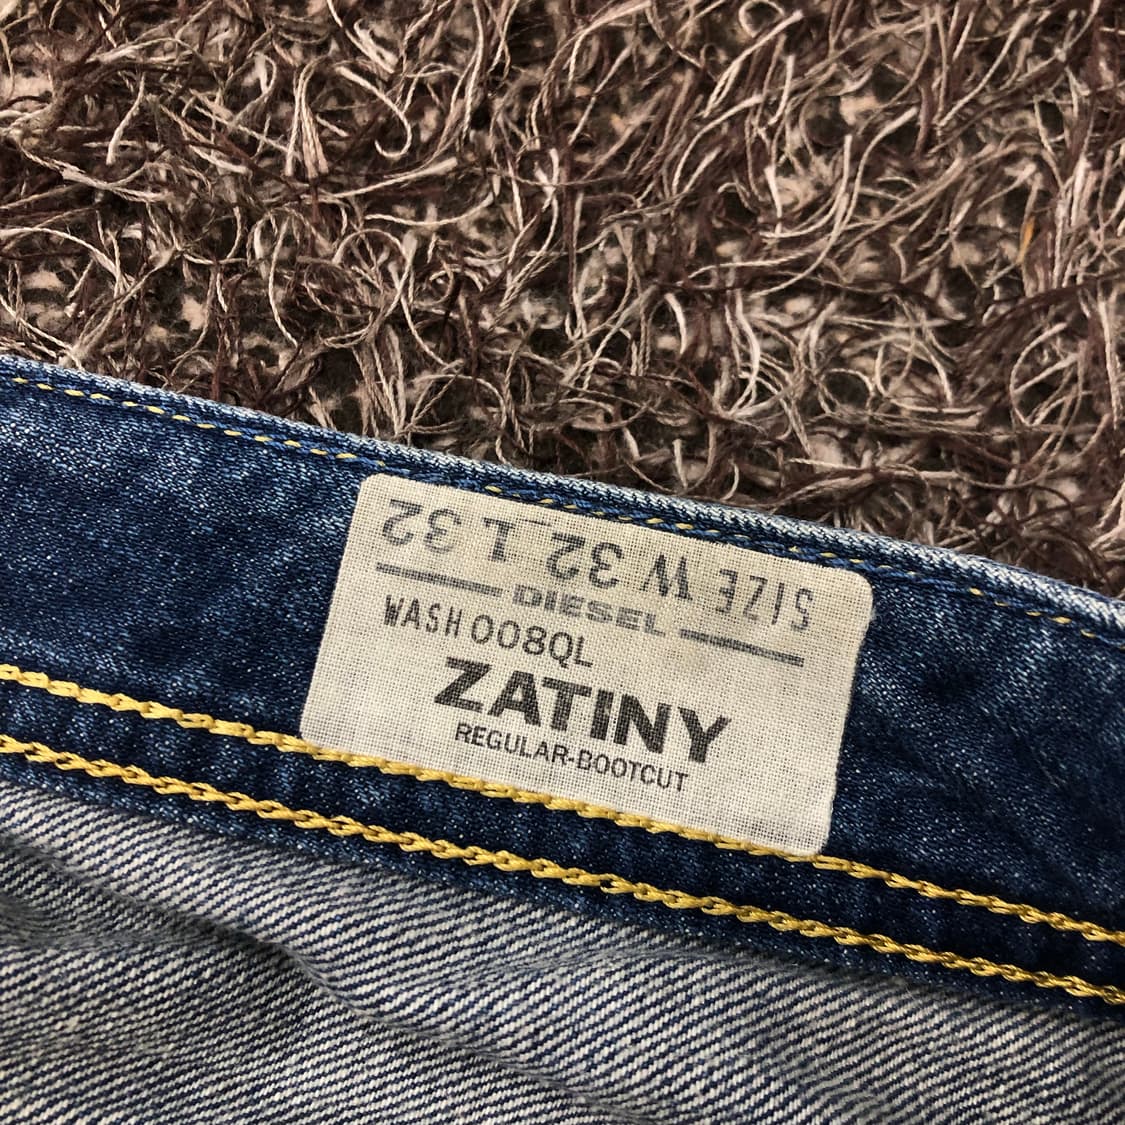 SIZE W 32 L 32
DIESEL
WASH 008QL
ZATINY
REGULAR-BOOTCUT